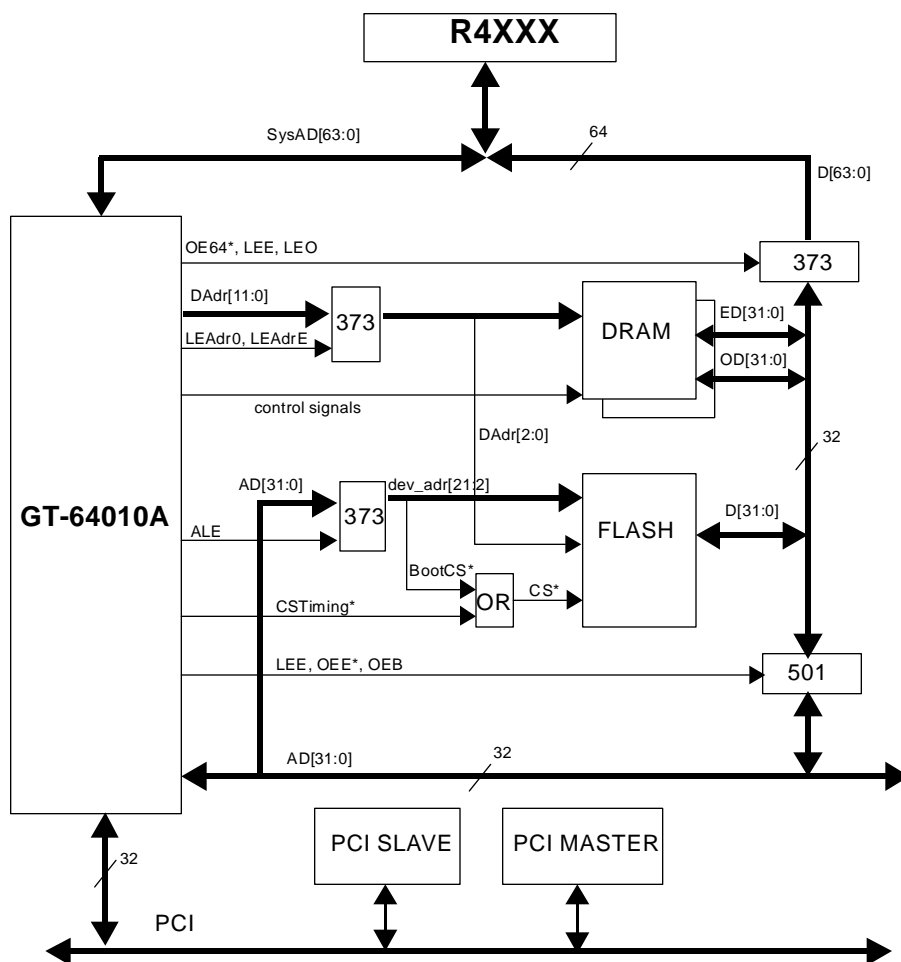 R4XXX
SysAD[63:0]
64
D[63:0]
OE64*, LEE, LEO
373
DAdr[11:0]
373
DRAM
ED[31:0]
LEAdr0, LEAdrE
OD[31:0]
control signals
DAdr[2:0]
32
AD[31:0]
dev_adr[21:2]
GT-64010A
373
FLASH
D[31:0]
ALE
BootCS*
OR
CS*
CSTiming*
LEE, OEE*, OEB
501
AD[31:0]
32
PCI SLAVE
PCI MASTER
32
PCI